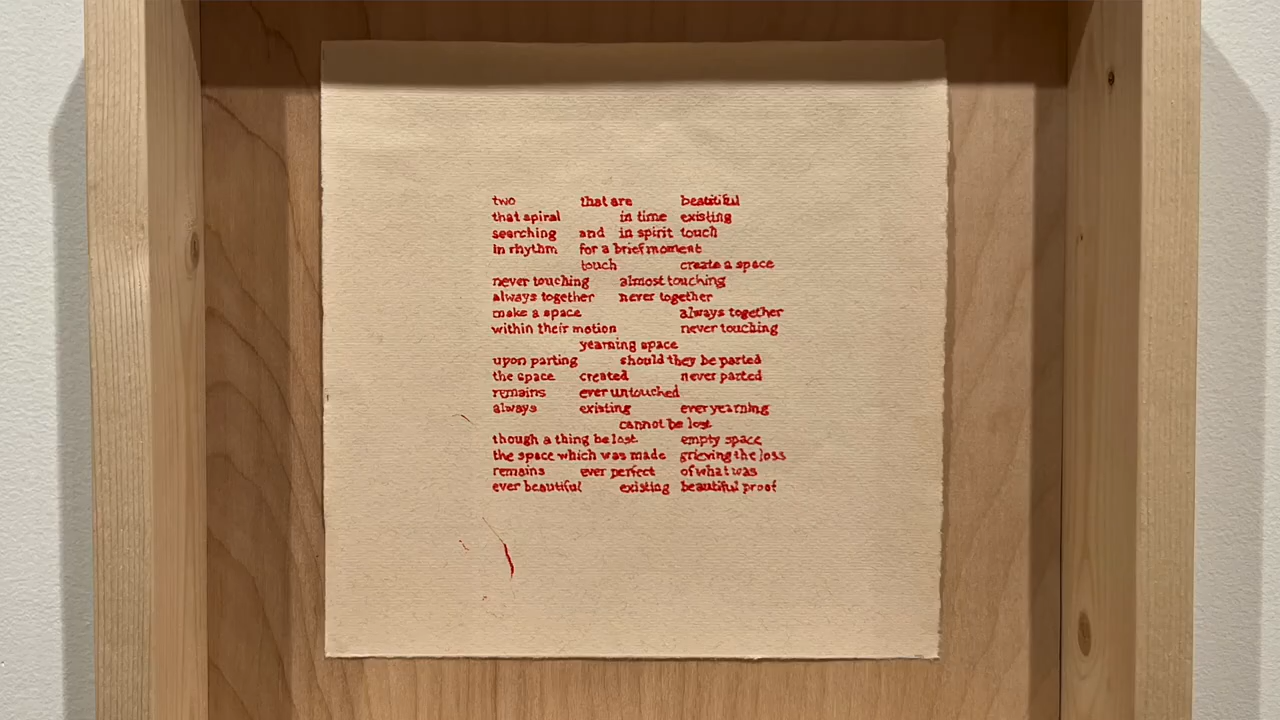 two that are beautiful
that spiral in time existing
searching and in spirit touch
in rhythm for a brief moment
touch create a space
never touching almost touching
always together never together
make a space always together
within their motion never touching
yearning space
upon parting should they be parted
the space created never parted
remains ever untouched
always existing ever yearning
cannot be lost
though a thing be lost empty space
the space which was made grieving the loss
remains ever perfect of what was
ever beautiful existing beautiful proof